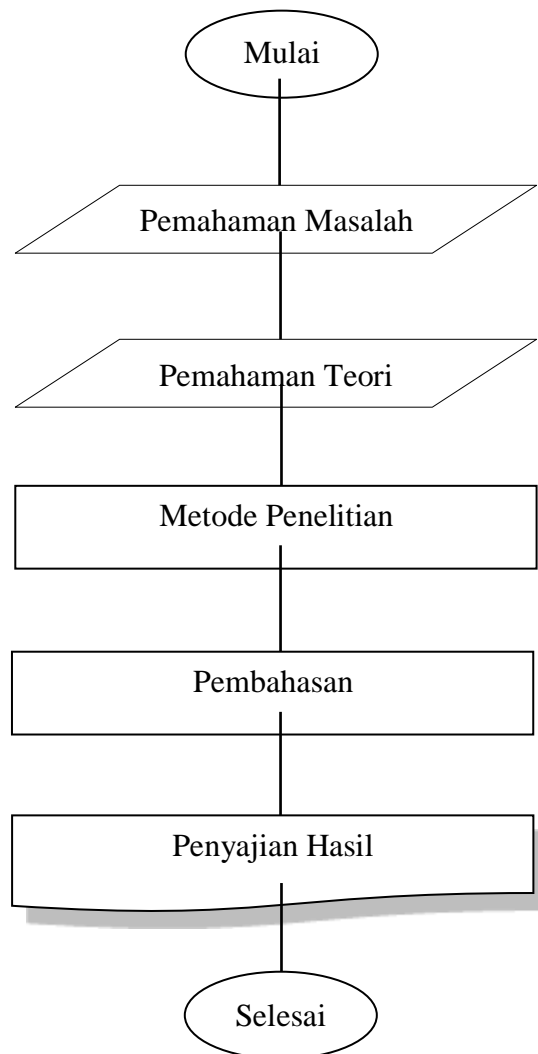 Mulai
Pemahaman Masalah
Pemahaman Teori
Metode Penelitian
Pembahasan
Penyajian Hasil
Selesai